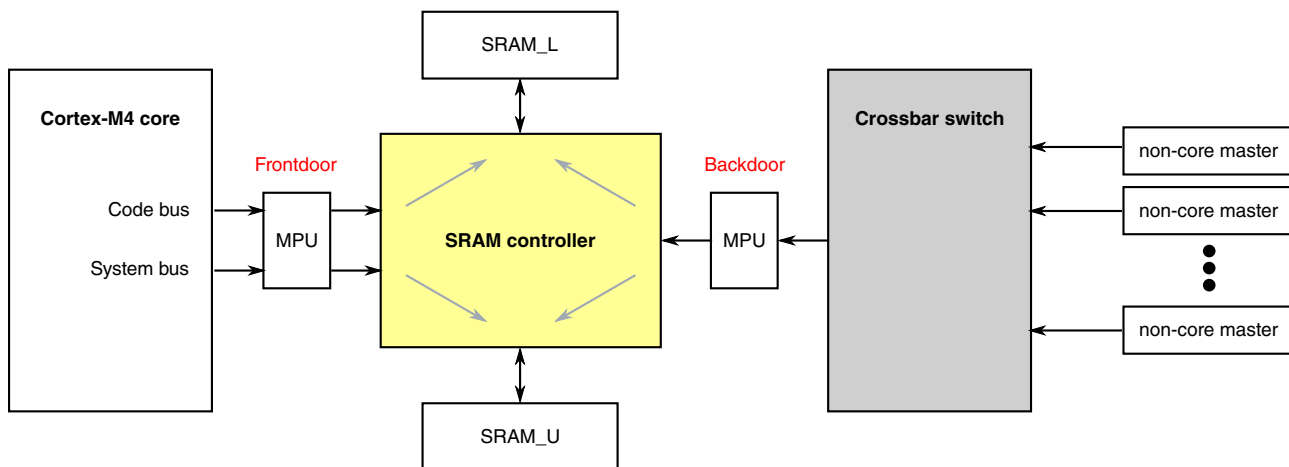 SRAM_L
Cortex-M4 core
Crossbar switch
non-core master
Frontdoor
Backdoor
non-core master
Code bus
MPU
SRAM controller
MPU
System bus
non-core master
SRAM_U